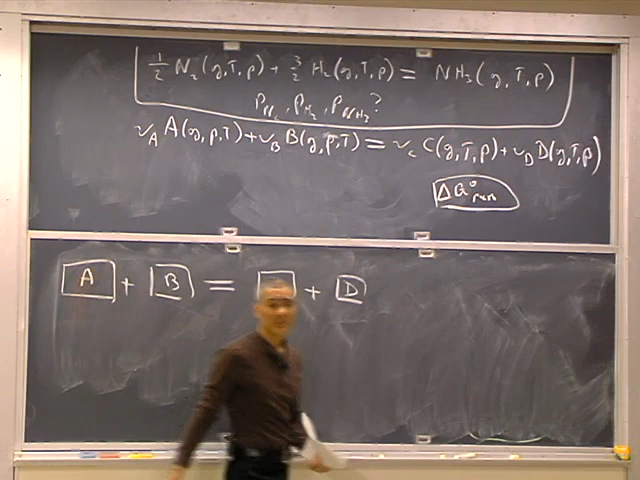 ½ N₂(g,T,p) + 3/2 H₂(g,T,p) = NH₃(g,T,p)
P_N₂, P_H₂, P_NH₃?
ν_A A(g,p,T) + ν_B B(g,p,T) = ν_C C(g,T,p) + ν_D D(g,T,p)
ΔG°rxn
A + B = + D